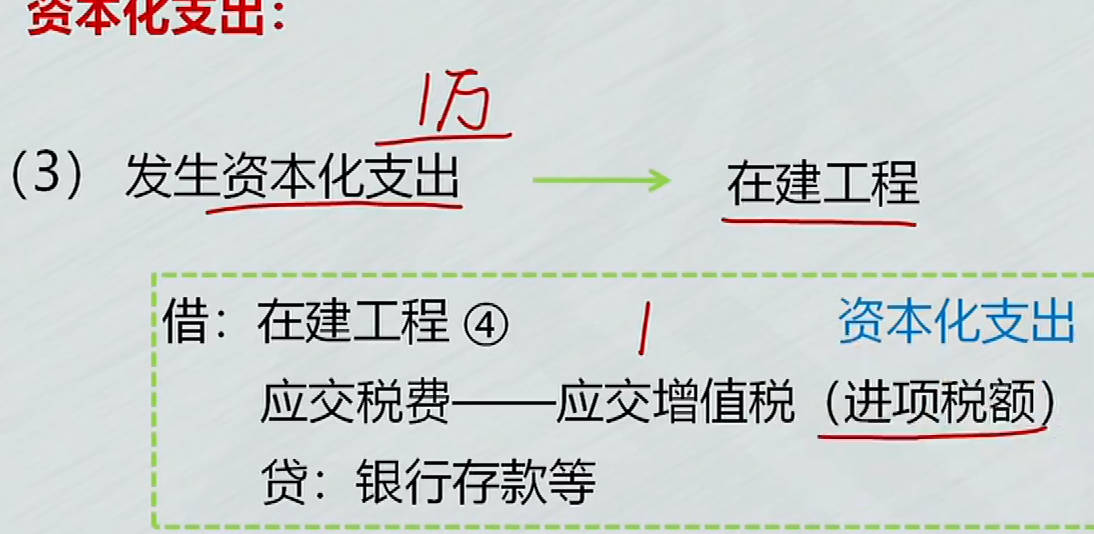 资本化支出：
1万
（3）发生资本化支出 → 在建工程
借：在建工程④ 1 资本化支出
应交税费——应交增值税（进项税额）
贷：银行存款等